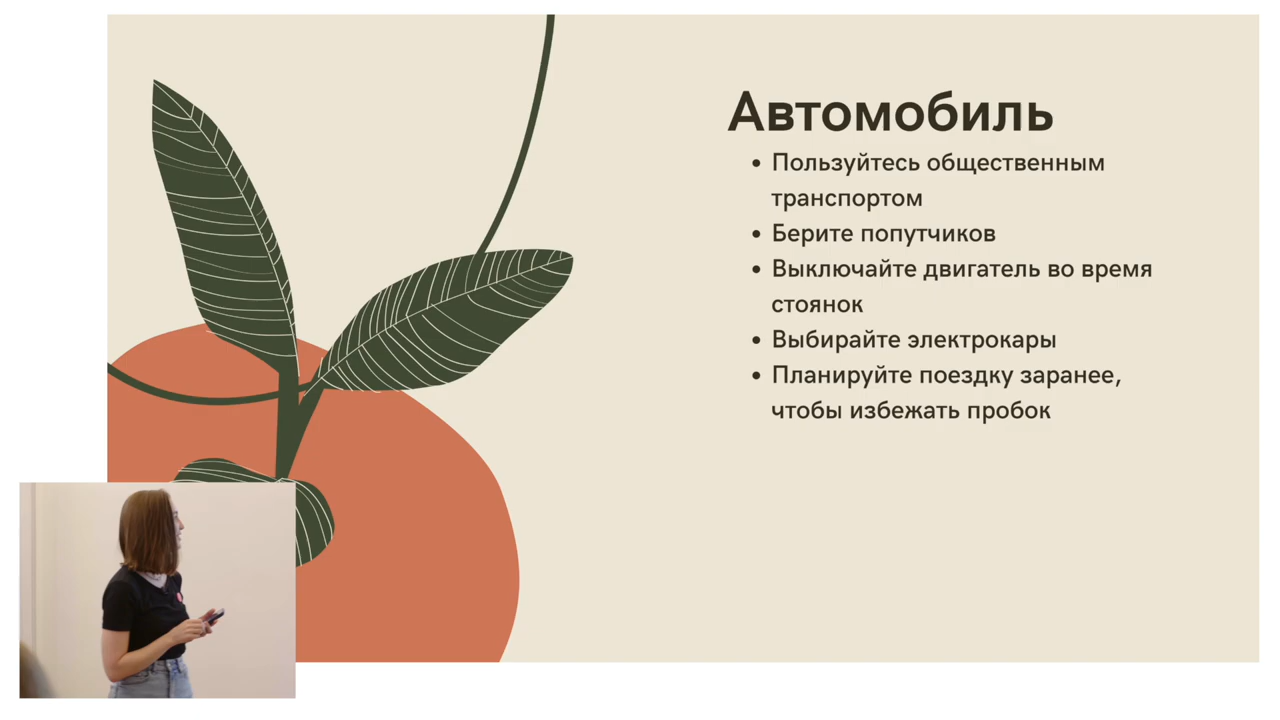 Автомобиль
• Пользуйтесь общественным
транспортом
• Берите попутчиков
• Выключайте двигатель во время
стоянок
• Выбирайте электрокары
• Планируйте поездку заранее,
чтобы избежать пробок